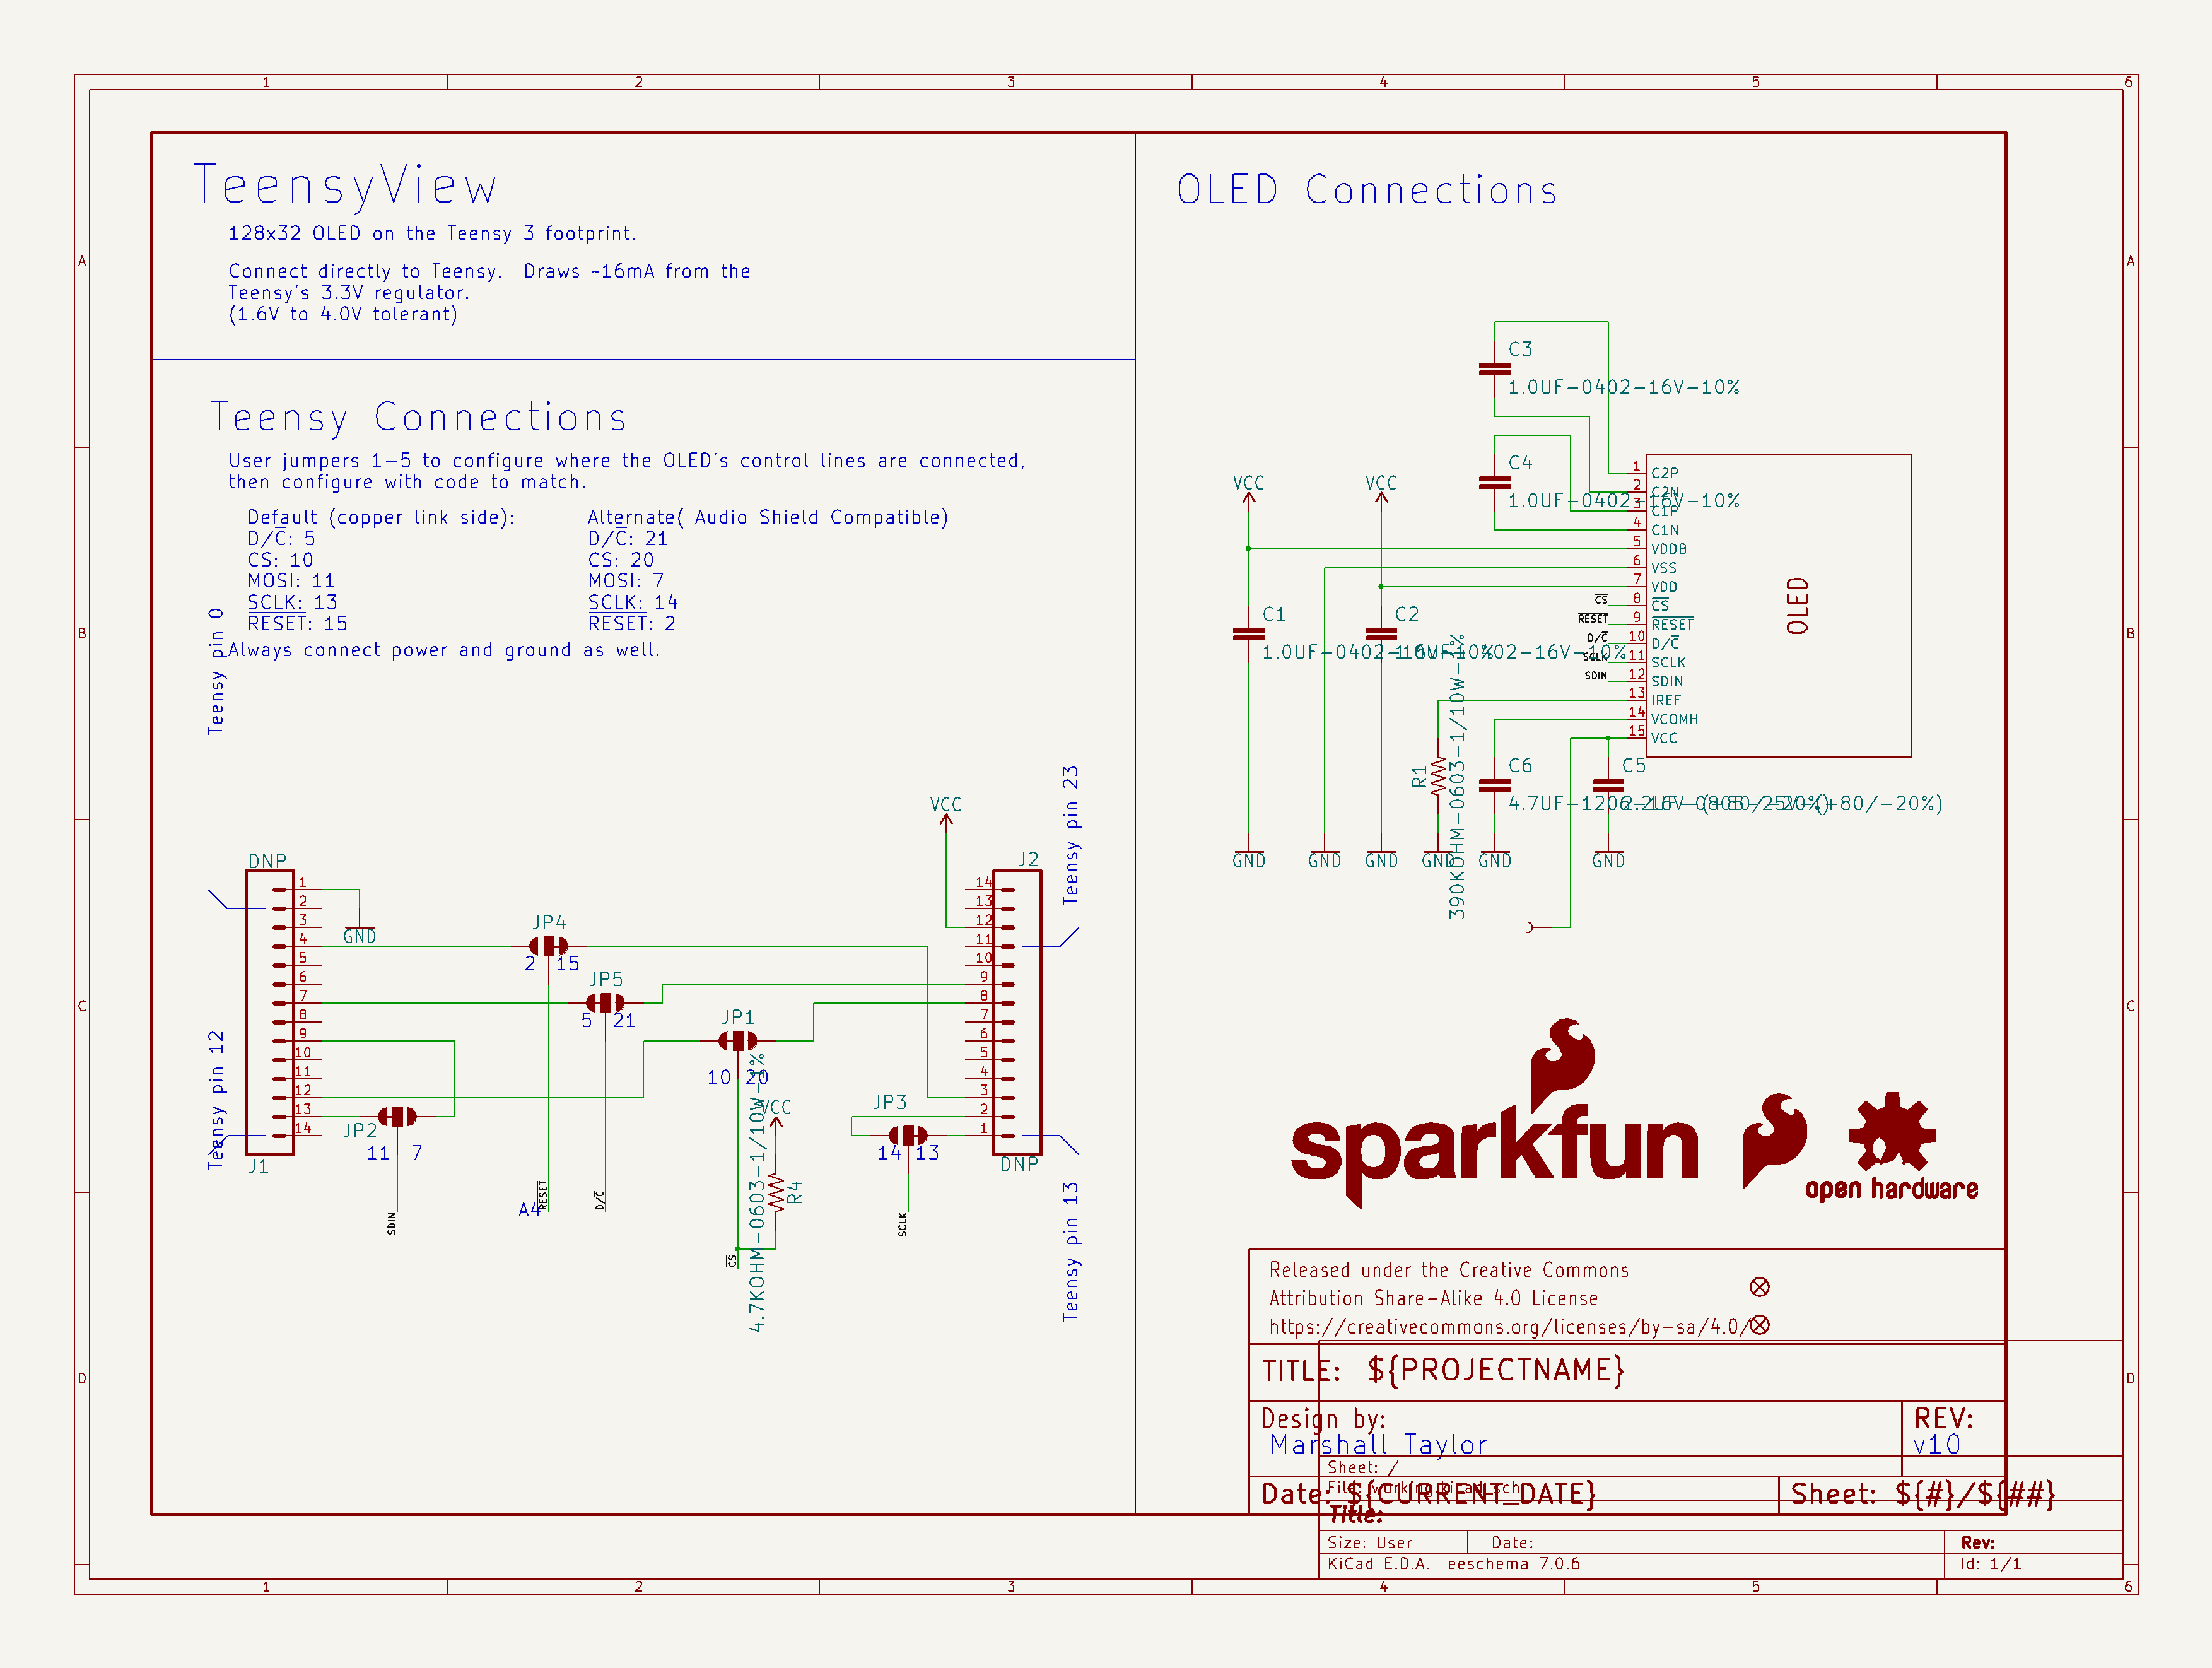 1 2 3 4 5 6
A A
B B
C C
D D
TeensyView
128x32 OLED on the Teensy 3 footprint.
Connect directly to Teensy.  Draws ~16mA from the
Teensy's 3.3V regulator.
(1.6V to 4.0V tolerant)
Teensy Connections
User jumpers 1-5 to configure where the OLED's control lines are connected,
then configure with code to match.
Default (copper link side):
D/C: 5
CS: 10
MOSI: 11
SCLK: 13
RESET: 15
Alternate( Audio Shield Compatible)
D/C: 21
CS: 20
MOSI: 7
SCLK: 14
RESET: 2
Always connect power and ground as well.
Teensy pin 0
Teensy pin 12
Teensy pin 23
Teensy pin 13
DNP
1
2
3
4
5
6
7
8
9
10
11
12
13
14
J1
GND
JP4
2 15
JP5
5 21
JP1
10 20
JP2
11 7
JP3
14 13
VCC
J2
14
13
12
11
10
9
8
7
6
5
4
3
2
1
DNP
VCC
R4
4.7KOHM-0603-1/10W-1%
SDIN
A4
RESET
D/C
CS
SCLK
OLED Connections
C3
1.0UF-0402-16V-10%
C4
1.0UF-0402-16V-10%
VCC
VCC
C1
1.0UF-0402-16V-10%
C2
1.0UF-0402-16V-10%
CS
RESET
D/C
SCLK
SDIN
1 C2P
2 C2N
3 C1P
4 C1N
5 VDDB
6 VSS
7 VDD
8 CS
9 RESET
10 D/C
11 SCLK
12 SDIN
13 IREF
14 VCOMH
15 VCC
OLED
R1
390KOHM-0603-1/10W-1%
C6
4.7UF-1206-16V-(+80/-20%)
C5
2.2UF-0805-25V-(+80/-20%)
GND GND GND GND GND GND
sparkfun
open hardware
Released under the Creative Commons
Attribution Share-Alike 4.0 License
https://creativecommons.org/licenses/by-sa/4.0/
TITLE: ${PROJECTNAME}
Design by:
Marshall Taylor
REV:
v10
Date: ${CURRENT_DATE}
Sheet: ${#}/${##}
Sheet: /
File: working.kicad_sch
Title:
Size: User
Date:
Rev:
KiCad E.D.A.  eeschema 7.0.6
Id: 1/1
1 2 3 4 5 6